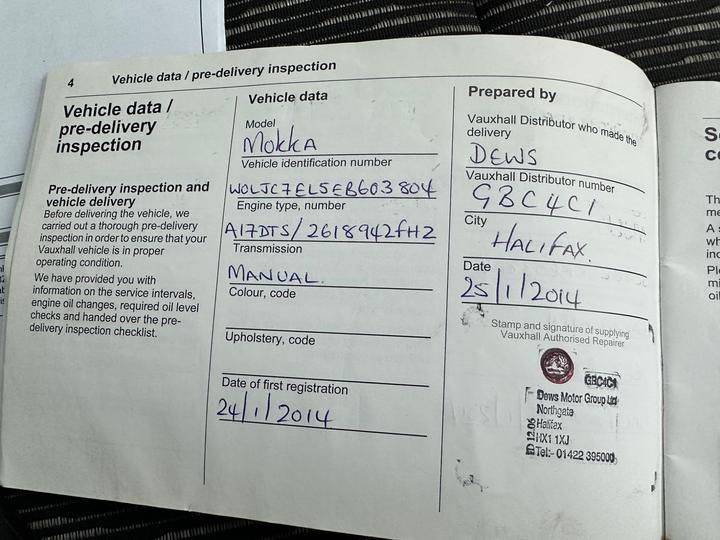 4 Vehicle data / pre-delivery inspection
Vehicle data /
pre-delivery
inspection
Pre-delivery inspection and
vehicle delivery
Before delivering the vehicle, we
carried out a thorough pre-delivery
inspection in order to ensure that your
Vauxhall vehicle is in proper
operating condition.
We have provided you with
information on the service intervals,
engine oil changes, required oil level
checks and handed over the pre-
delivery inspection checklist.
Vehicle data
Model
MOKKA
Vehicle identification number
WOLJC7EL5EB603804
Engine type, number
A17DTS/2618942fH2
Transmission
MANUAL.
Colour, code
Upholstery, code
Date of first registration
24/1/2014
Prepared by
Vauxhall Distributor who made the
delivery
DEWS
Vauxhall Distributor number
GBC4C1
City
HALIFAX.
Date
25/1/2014
Stamp and signature of supplying
Vauxhall Authorised Repairer
GBC4C1
Dews Motor Group Ltd
Northgate
Halifax
HX1 1XJ
Tel:- 01422 395000